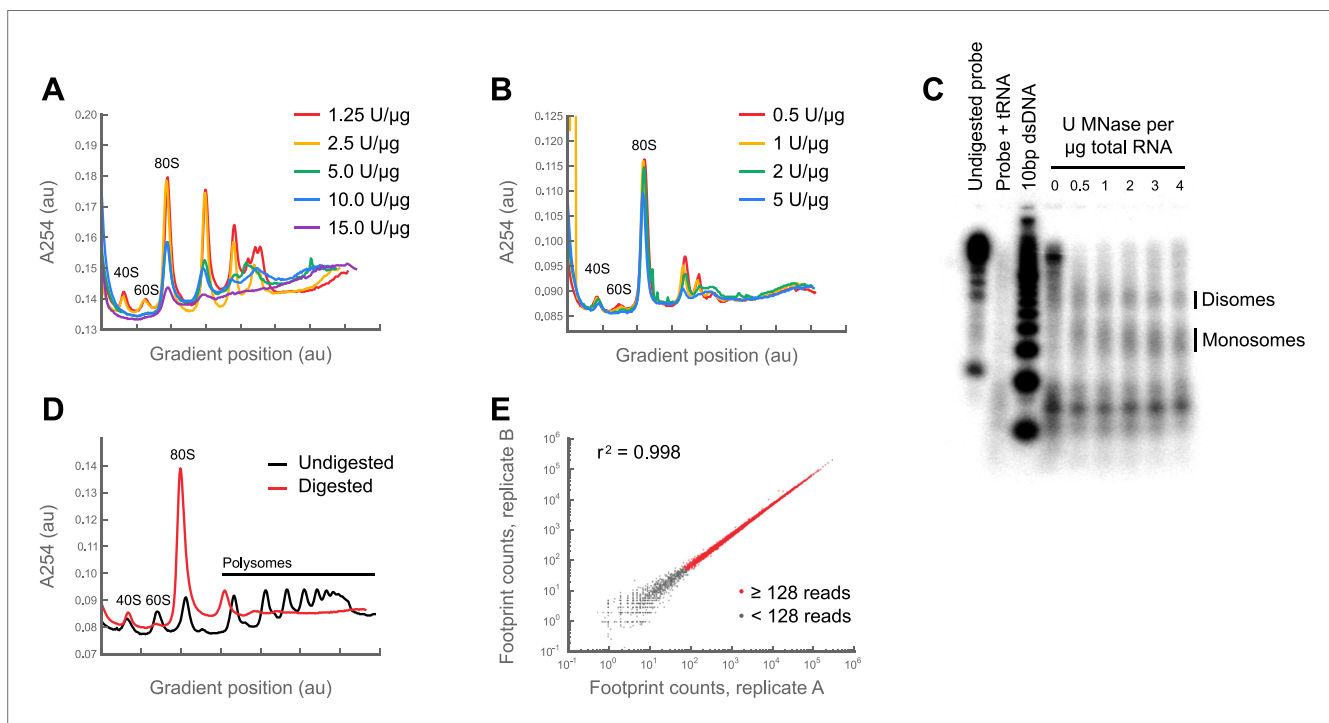 A
A254 (au)
0.20
0.19
0.18
0.17
0.16
0.15
0.14
0.13
40S
60S
80S
1.25 U/µg
2.5 U/µg
5.0 U/µg
10.0 U/µg
15.0 U/µg
Gradient position (au)
B
A254 (au)
0.125
0.120
0.115
0.110
0.105
0.100
0.095
0.090
0.085
40S
60S
80S
0.5 U/µg
1 U/µg
2 U/µg
5 U/µg
Gradient position (au)
C
Undigested probe
Probe + tRNA
10bp dsDNA
U MNase per
µg total RNA
0 0.5 1 2 3 4
Disomes
Monosomes
D
A254 (au)
0.14
0.13
0.12
0.11
0.10
0.09
0.08
0.07
40S
60S
80S
Undigested
Digested
Polysomes
Gradient position (au)
E
Footprint counts, replicate B
10⁶
10⁵
10⁴
10³
10²
10¹
10⁰
10⁻¹
r² = 0.998
≥ 128 reads
< 128 reads
10⁻¹ 10⁰ 10¹ 10² 10³ 10⁴ 10⁵ 10⁶
Footprint counts, replicate A